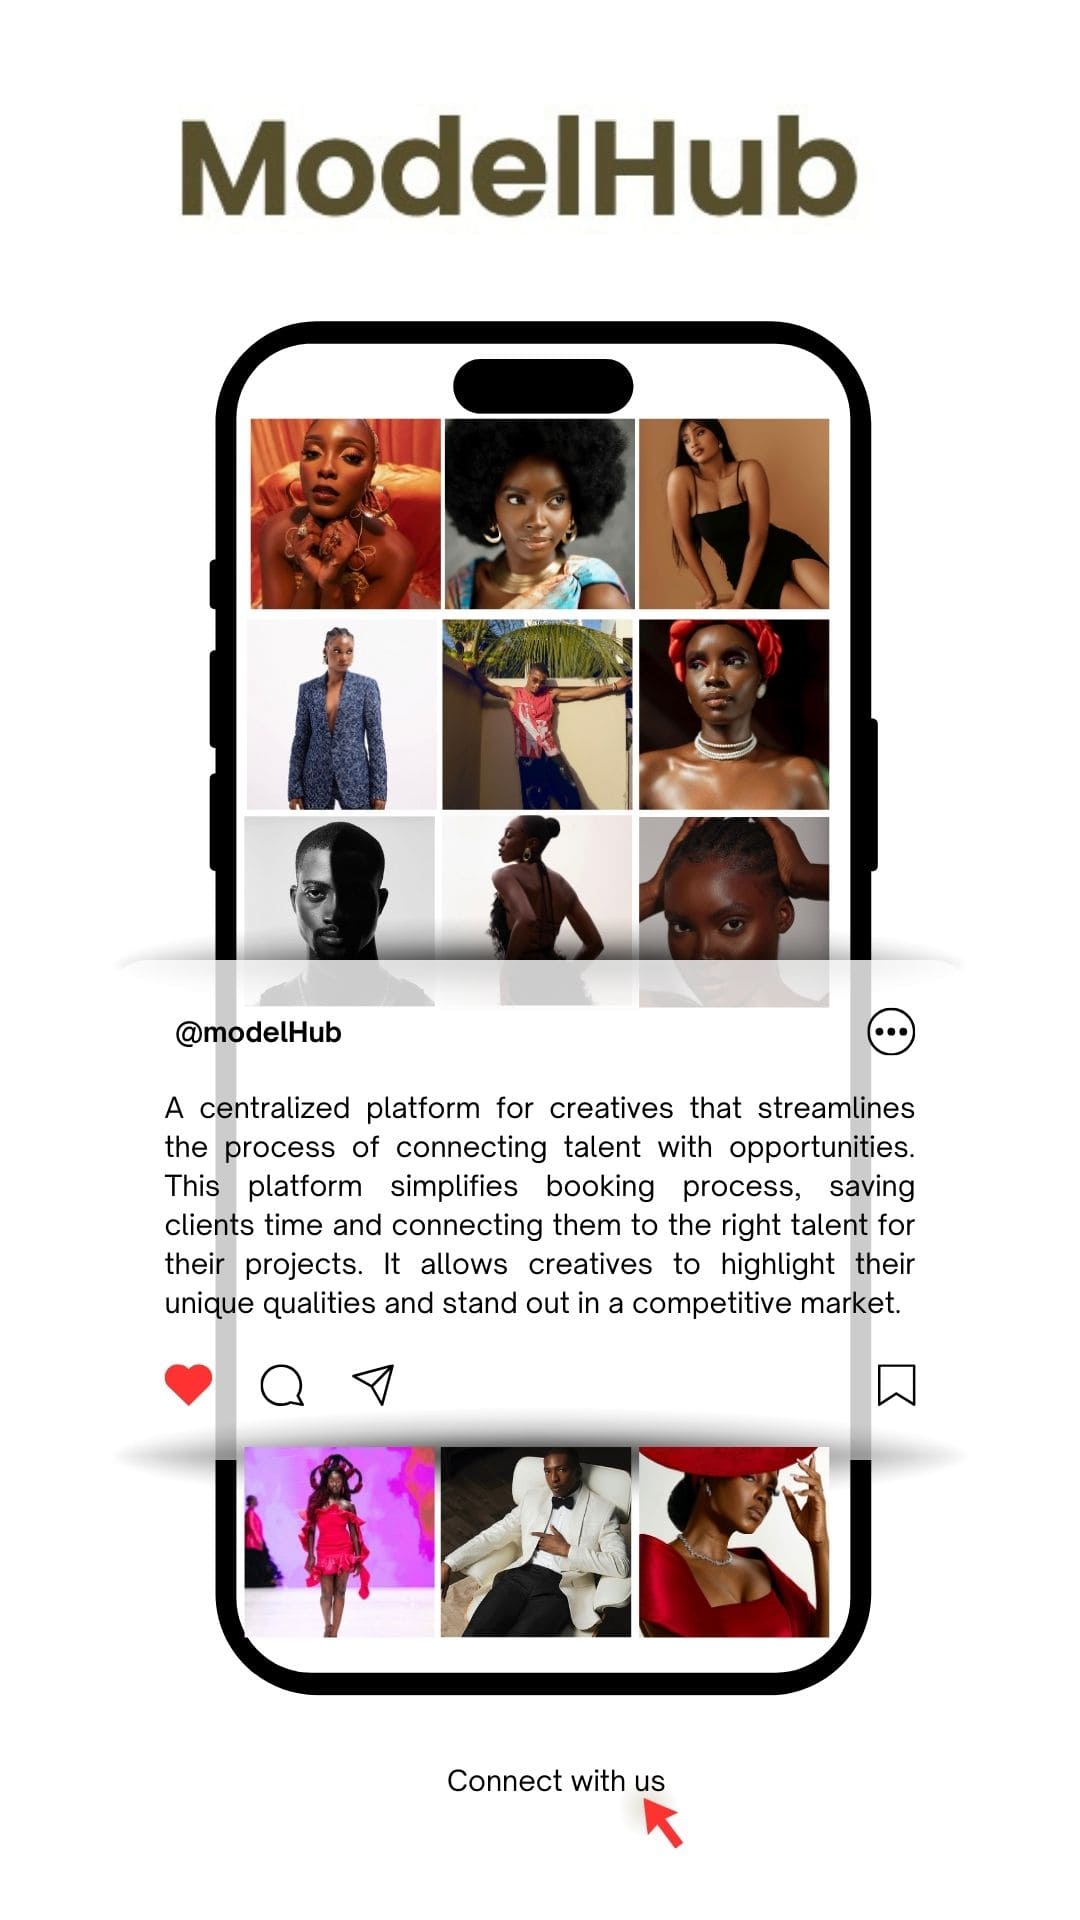 ModelHub
@modelHub
A centralized platform for creatives that streamlines
the process of connecting talent with opportunities.
This platform simplifies booking process, saving
clients time and connecting them to the right talent for
their projects. It allows creatives to highlight their
unique qualities and stand out in a competitive market.
Connect with us